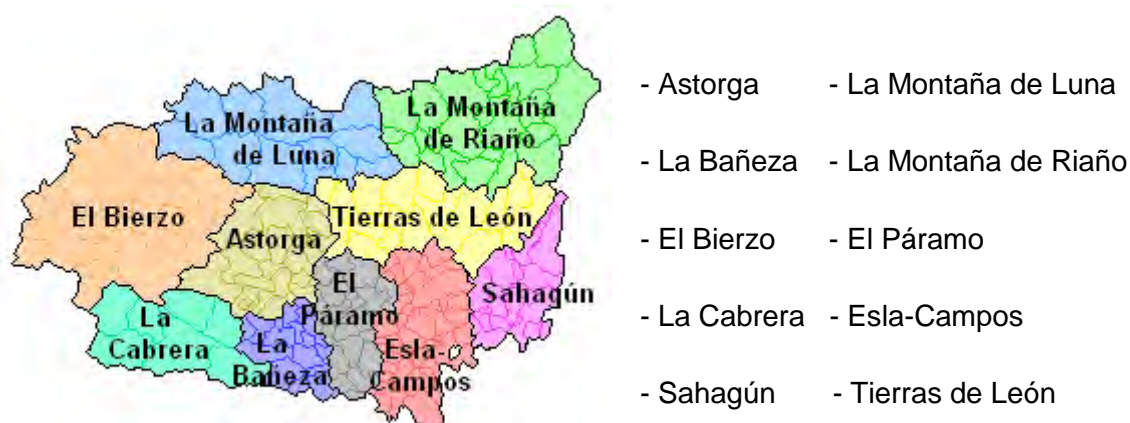 La Montaña
de Riaño
La Montaña
de Luna
El Bierzo
Tierras de León
Astorga
El
Páramo
Sahagún
La
Cabrera
La
Bañeza
Esla-
Campos
- Astorga - La Montaña de Luna
- La Bañeza - La Montaña de Riaño
- El Bierzo - El Páramo
- La Cabrera - Esla-Campos
- Sahagún - Tierras de León